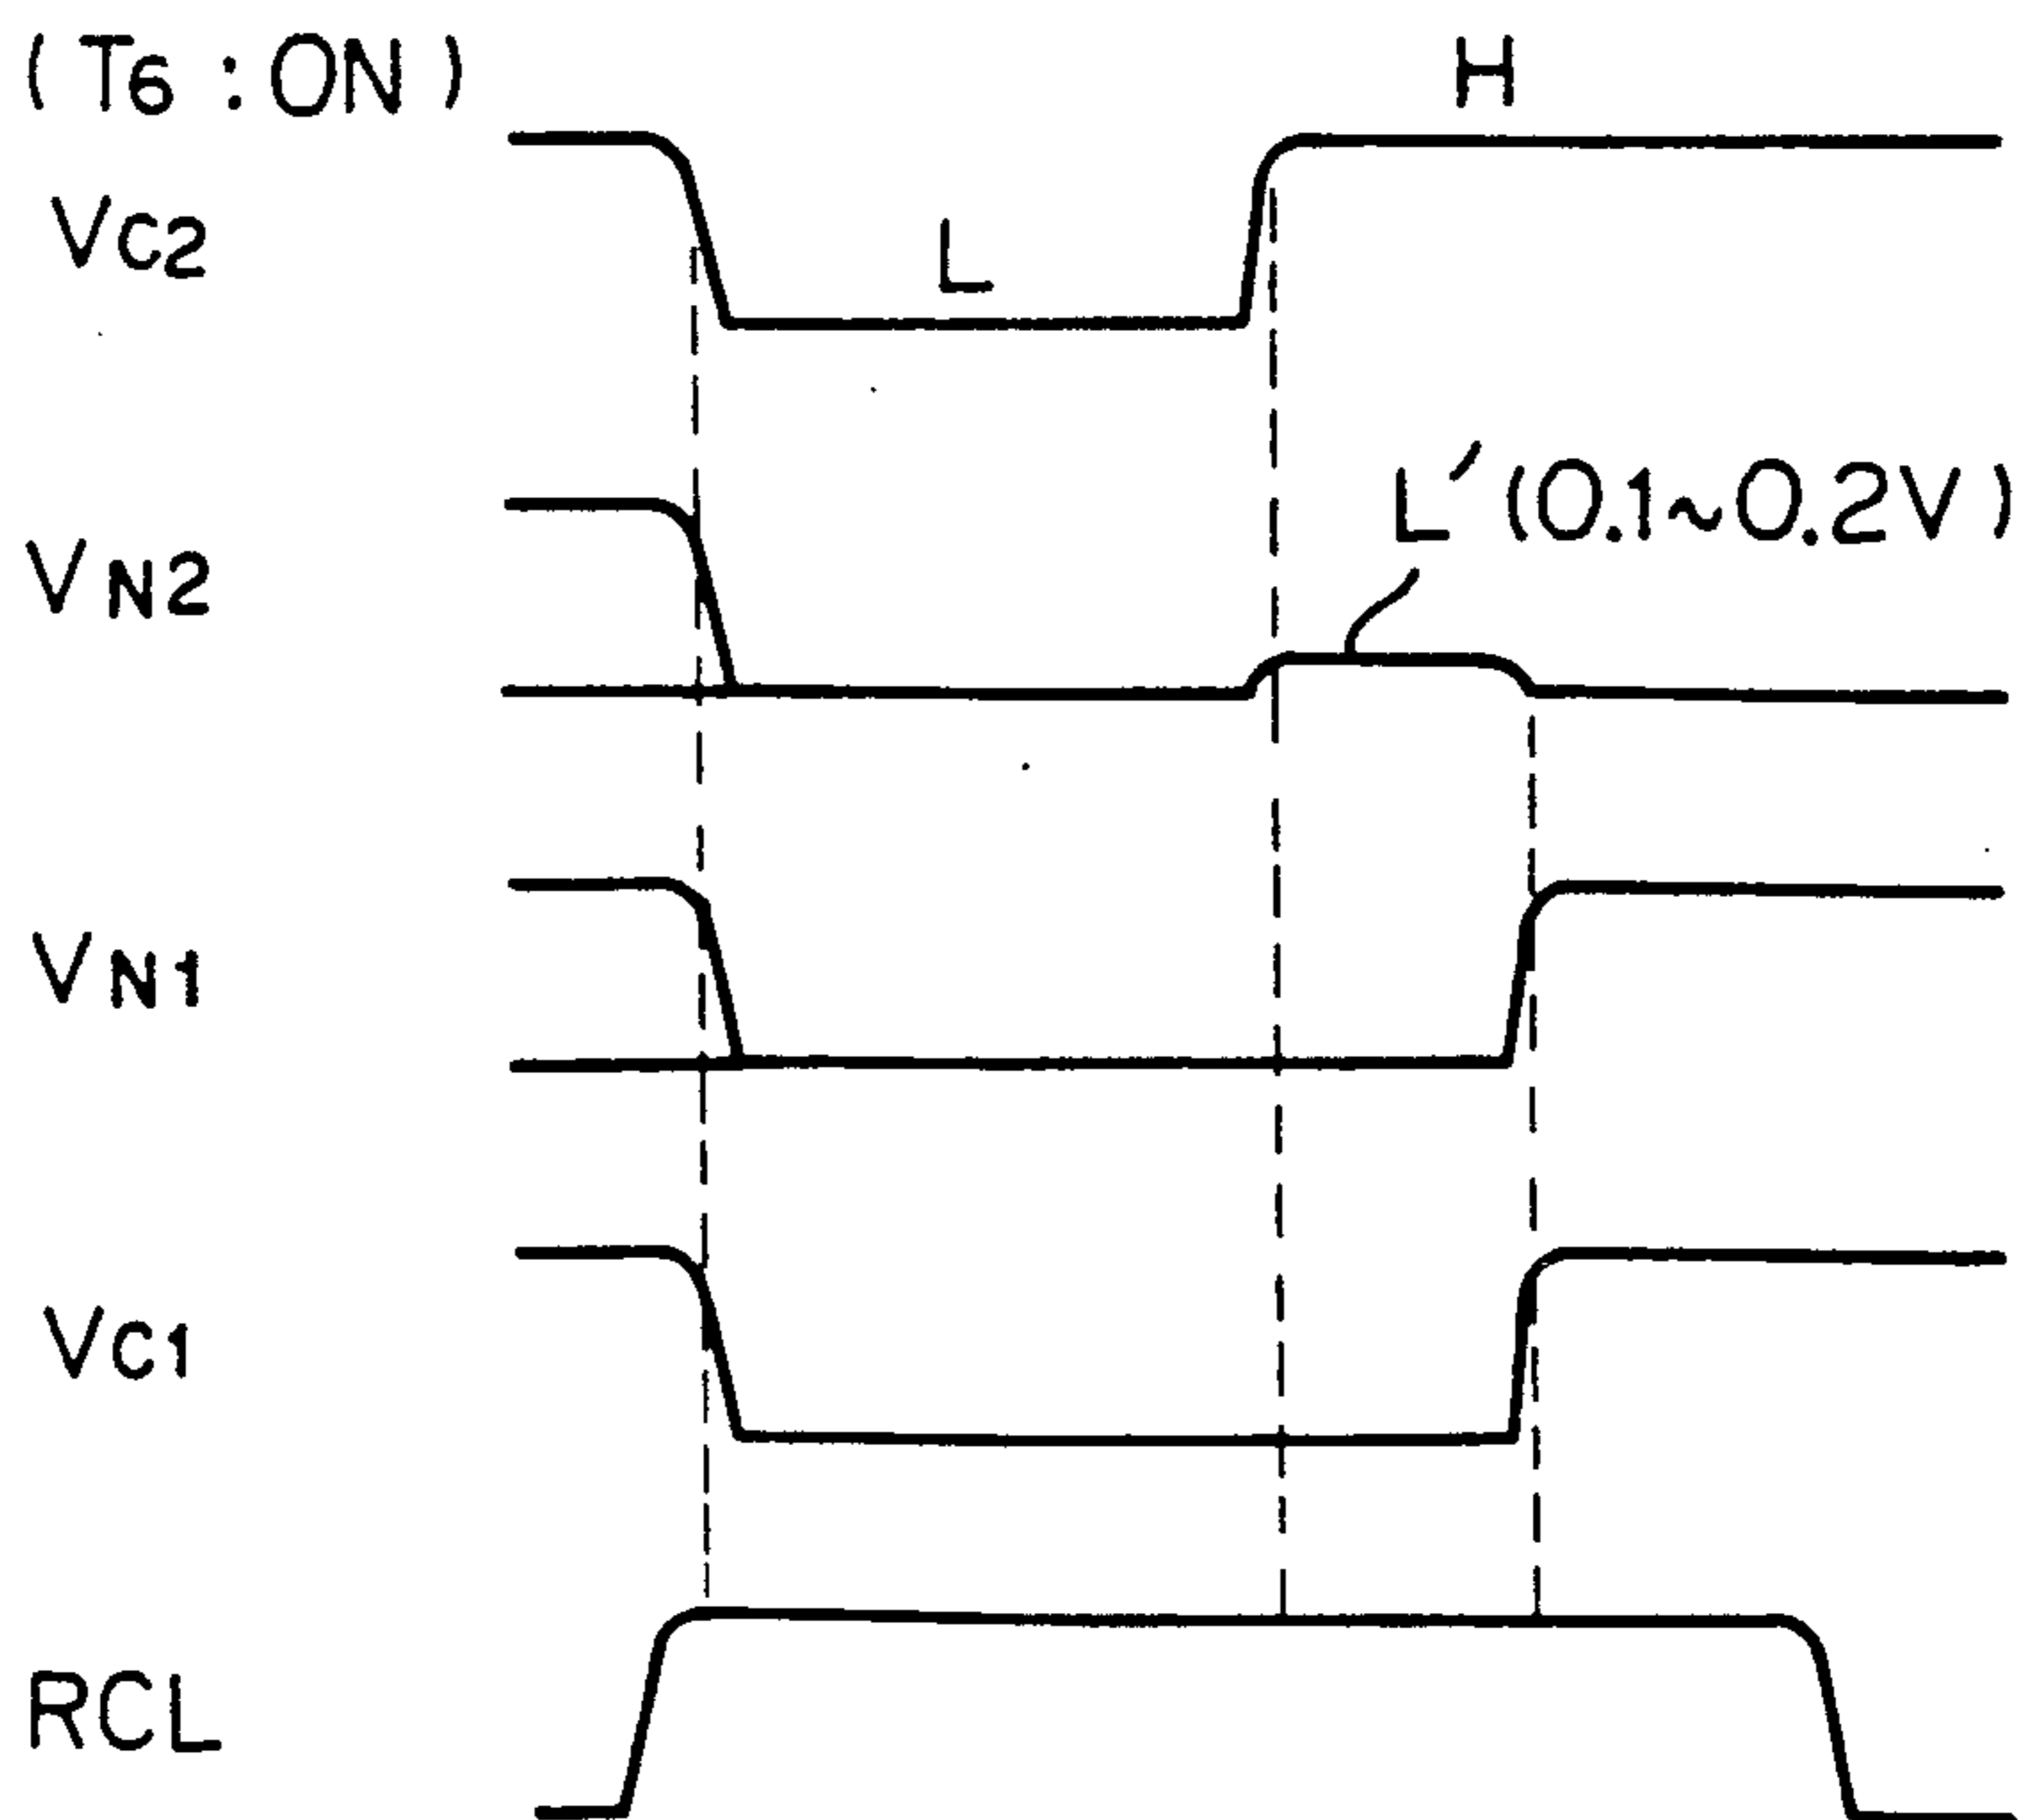 (T6:ON)
H
VC2
L
L′(0.1~0.2V)
VN2
VN1
VC1
RCL